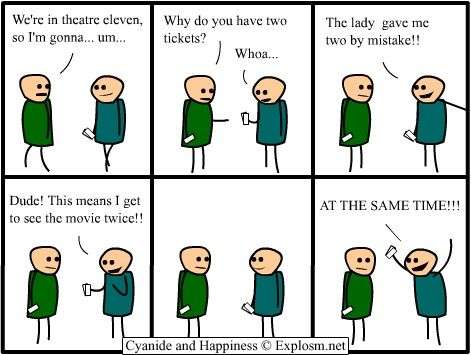 We're in theatre eleven,
so I'm gonna... um...
Why do you have two
tickets?
Whoa...
The lady gave me
two by mistake!!
Dude! This means I get
to see the movie twice!!
AT THE SAME TIME!!!
Cyanide and Happiness © Explosm.net